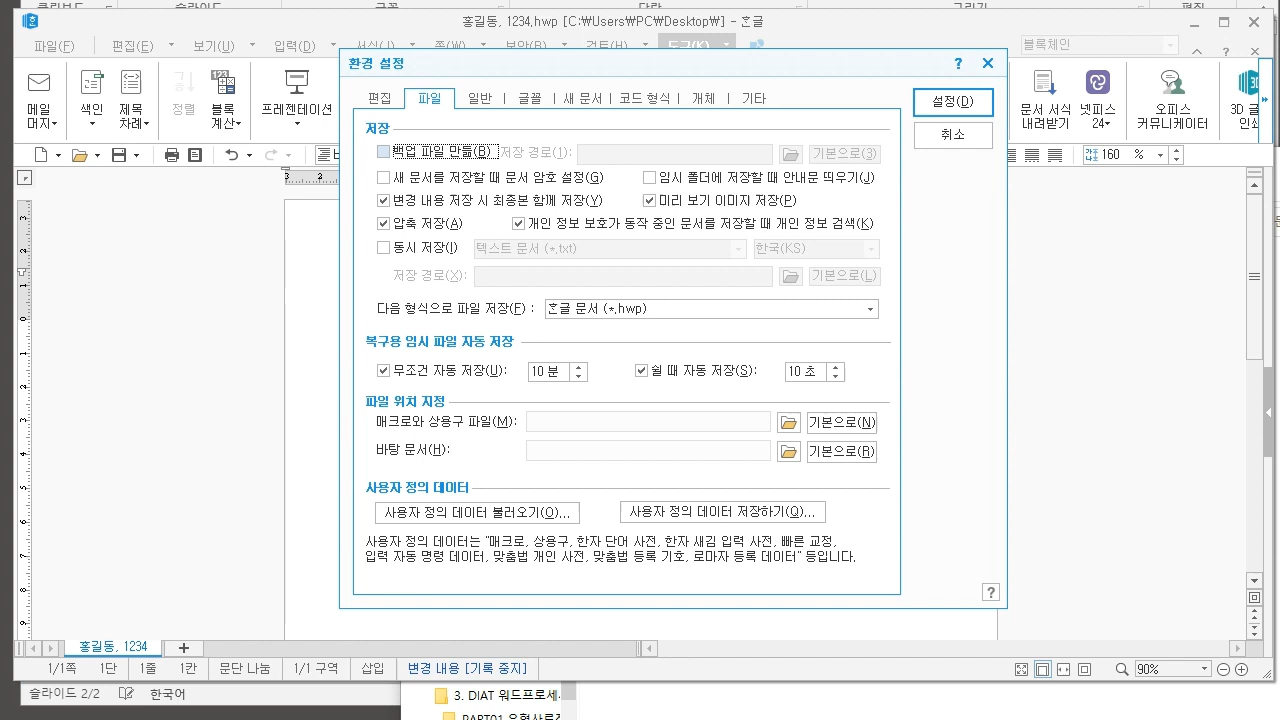 홍길동, 1234.hwp [C:\Users\PC\Desktop\] - 흔글
파일(F) 편집(E) 보기(U) 입력(D) 도구(K) 블록체인
메일 머지
색인
제목 차례
정렬
블록 계산
프레젠테이션
문서 서식 내려받기
넷피스 24
오피스 커뮤니케이터
3D 글 인쇄
160 %
환경 설정
편집 파일 일반 글꼴 새 문서 코드 형식 개체 기타
설정(D)
취소
저장
백업 파일 만듦(B) 저장 경로(1): 기본으로(3)
새 문서를 저장할 때 문서 암호 설정(G) 임시 폴더에 저장할 때 안내문 띄우기(J)
변경 내용 저장 시 최종본 함께 저장(Y) 미리 보기 이미지 저장(P)
압축 저장(A) 개인 정보 보호가 동작 중인 문서를 저장할 때 개인 정보 검색(K)
동시 저장(I) 텍스트 문서 (*.txt) 한국(KS)
저장 경로(X): 기본으로(L)
다음 형식으로 파일 저장(F) : 흔글 문서 (*.hwp)
복구용 임시 파일 자동 저장
무조건 자동 저장(U): 10 분 쉴 때 자동 저장(S): 10 초
파일 위치 지정
매크로와 상용구 파일(M): 기본으로(N)
바탕 문서(H): 기본으로(R)
사용자 정의 데이터
사용자 정의 데이터 불러오기(O)... 사용자 정의 데이터 저장하기(Q)...
사용자 정의 데이터는 "매크로, 상용구, 한자 단어 사전, 한자 새김 입력 사전, 빠른 교정,
입력 자동 명령 데이터, 맞춤법 개인 사전, 맞춤법 등록 기호, 로마자 등록 데이터" 등입니다.
홍길동, 1234
1/1쪽 1단 1줄 1칸 문단 나눔 1/1 구역 삽입 변경 내용 [기록 중지] 90%
슬라이드 2/2 한국어
3. DIAT 워드프로세